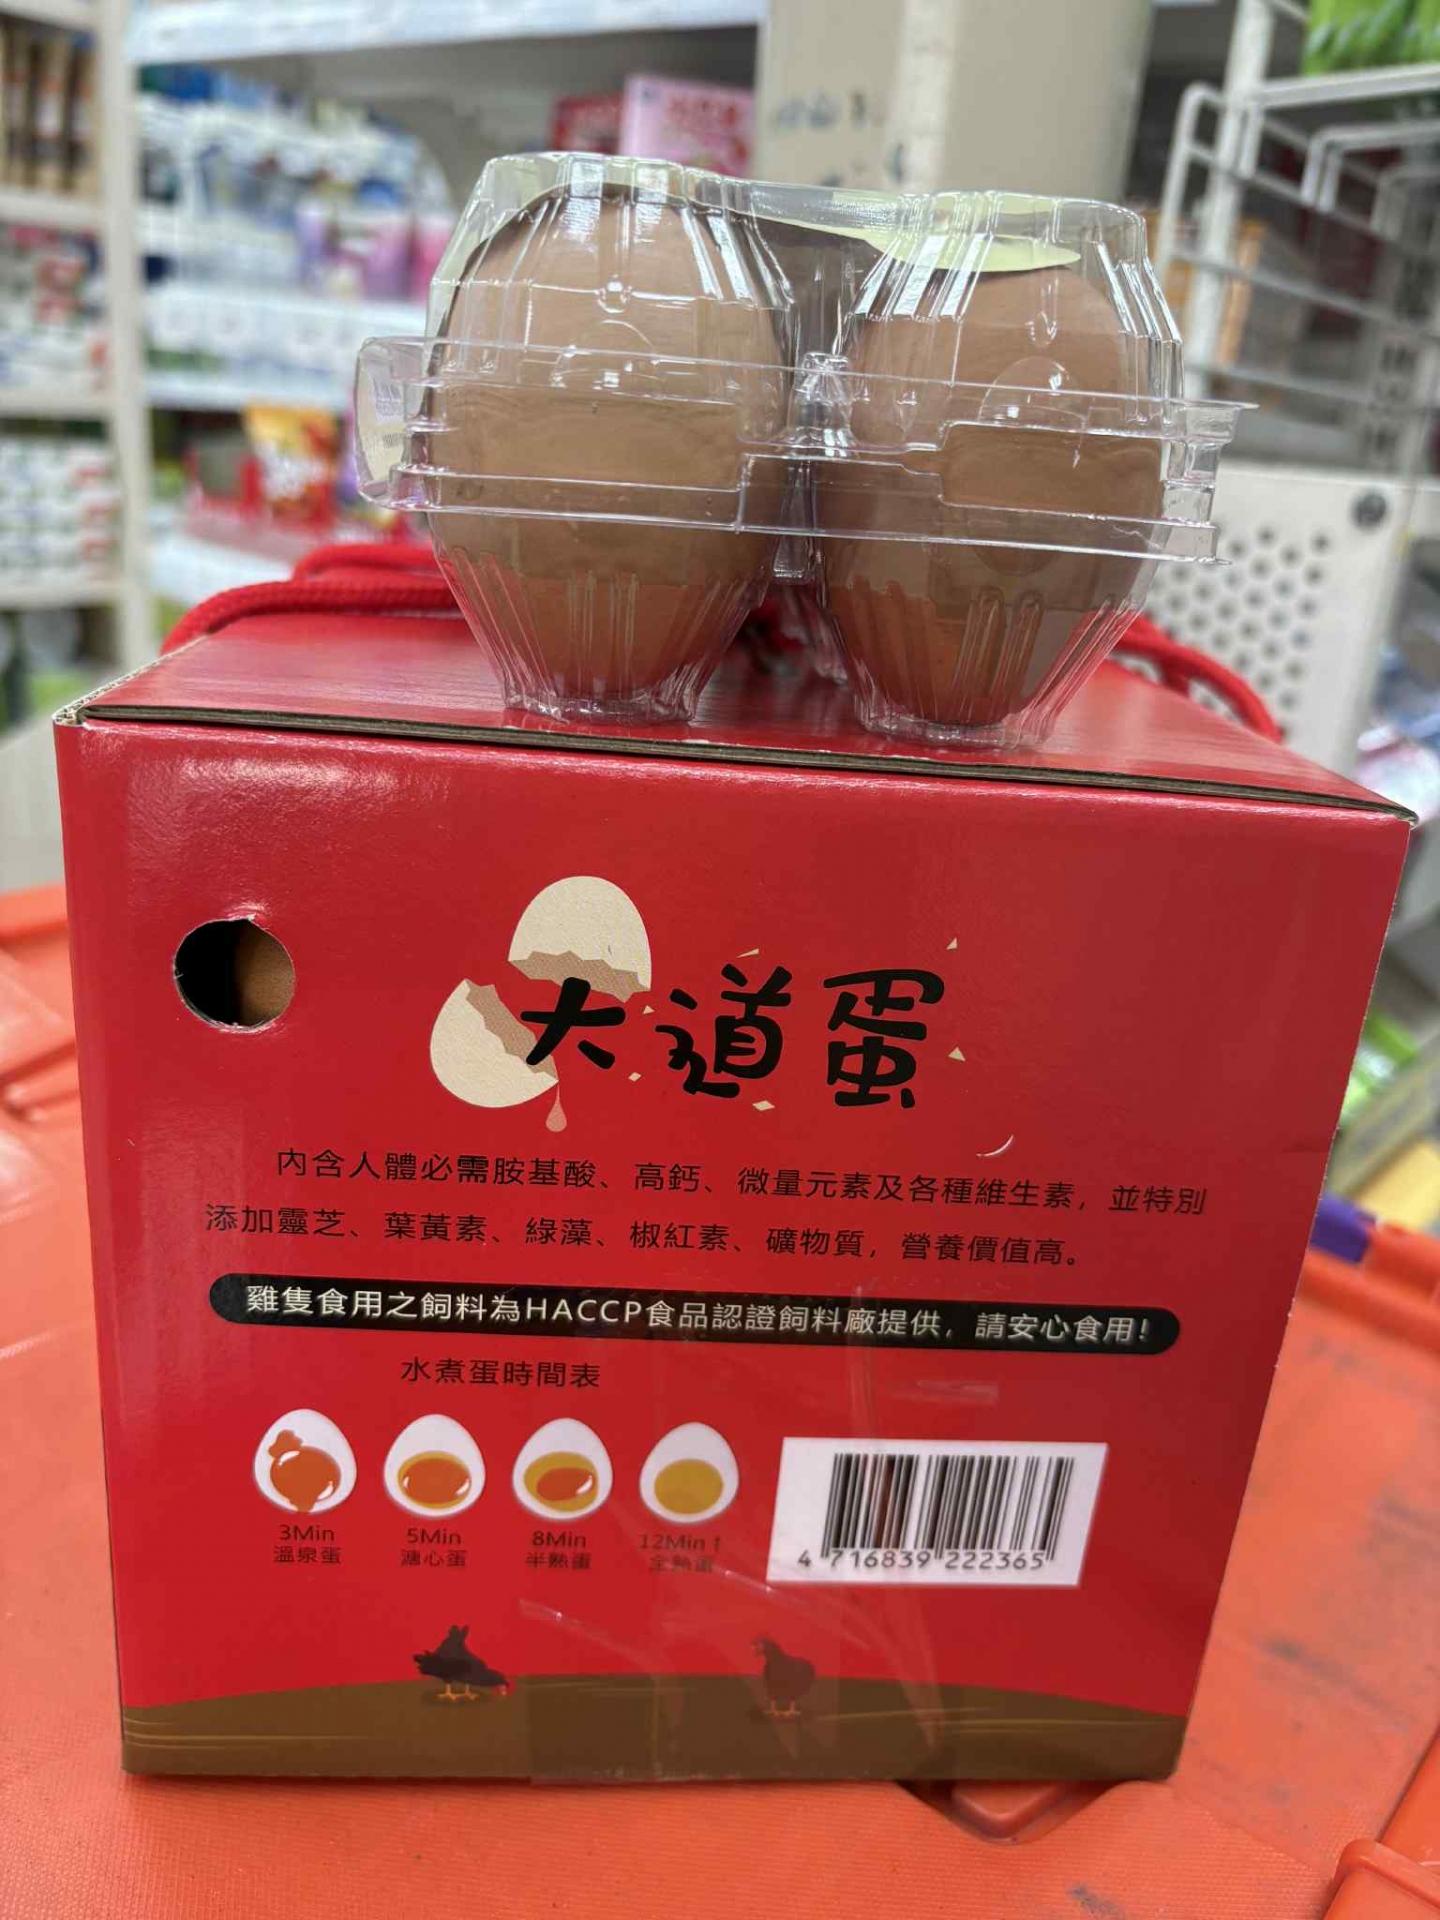 大道蛋
內含人體必需胺基酸、高鈣、微量元素及各種維生素，並特別
添加靈芝、葉黃素、綠藻、椒紅素、礦物質，營養價值高。
雞隻食用之飼料為HACCP食品認證飼料廠提供，請安心食用!
水煮蛋時間表
3Min 5Min 8Min 12Min↑
溫泉蛋 溏心蛋 半熟蛋 全熟蛋
4 716839 222365